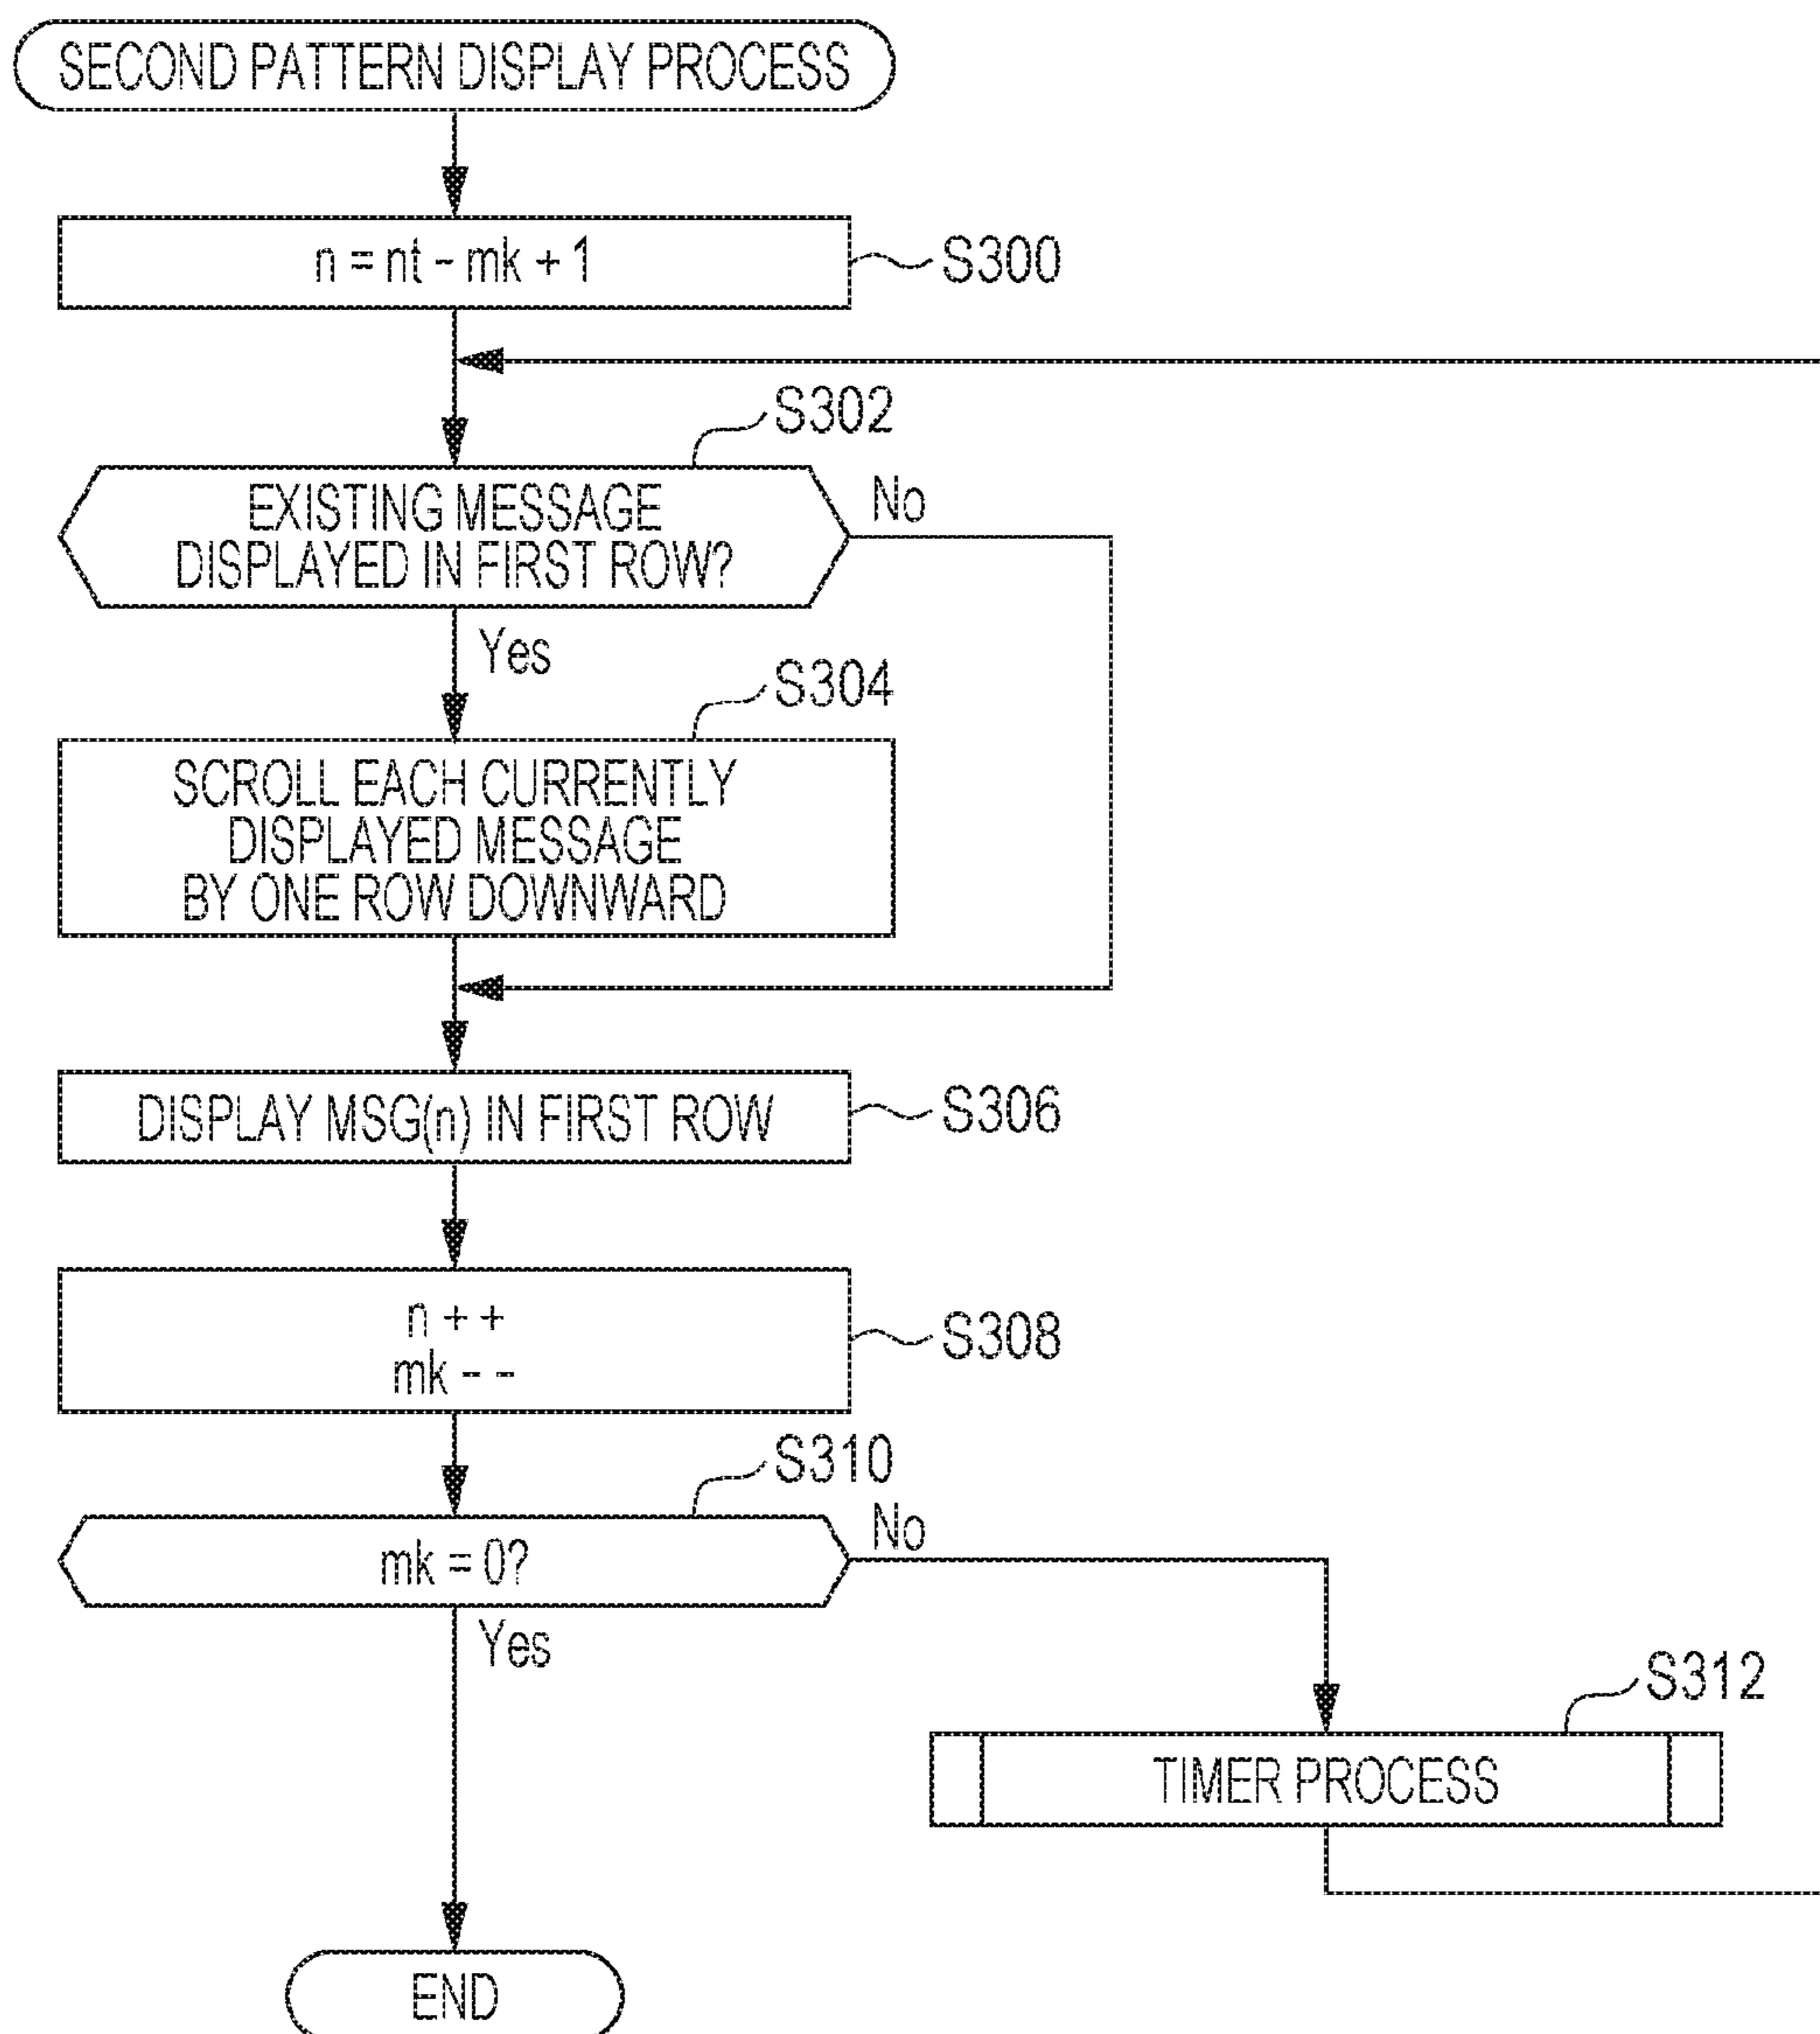 SECOND PATTERN DISPLAY PROCESS
n = nt - mk + 1
S300
S302
EXISTING MESSAGE
DISPLAYED IN FIRST ROW?
No
Yes
S304
SCROLL EACH CURRENTLY
DISPLAYED MESSAGE
BY ONE ROW DOWNWARD
DISPLAY MSG(n) IN FIRST ROW
S306
n + +
mk - -
S308
S310
mk = 0?
No
Yes
S312
TIMER PROCESS
END